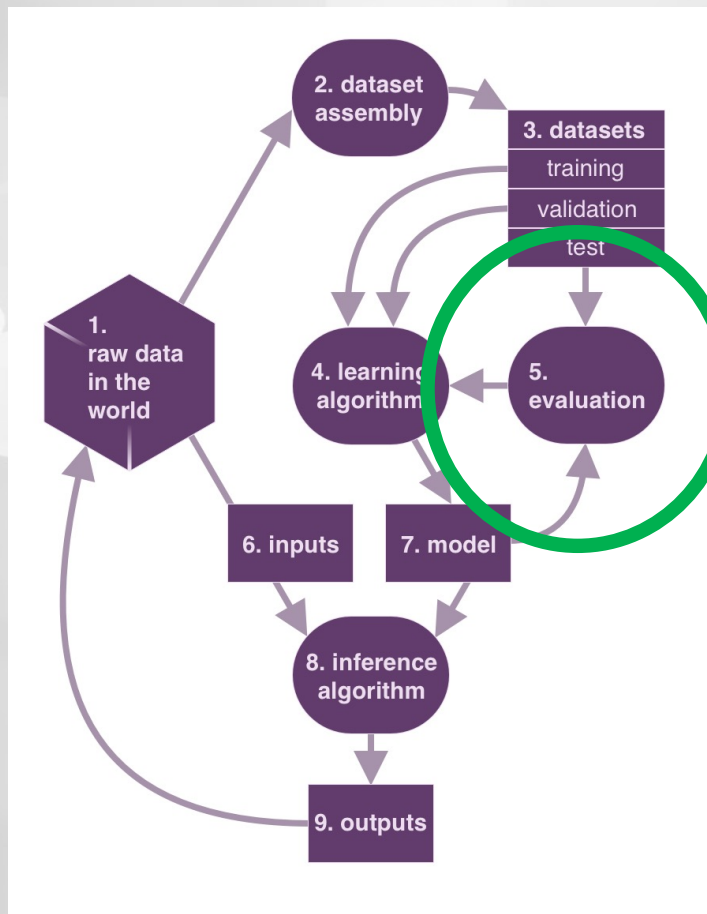 2. dataset
assembly
3. datasets
training
validation
test
1.
raw data
in the
world
4. learning
algorithm
5.
evaluation
6. inputs
7. model
8. inference
algorithm
9. outputs